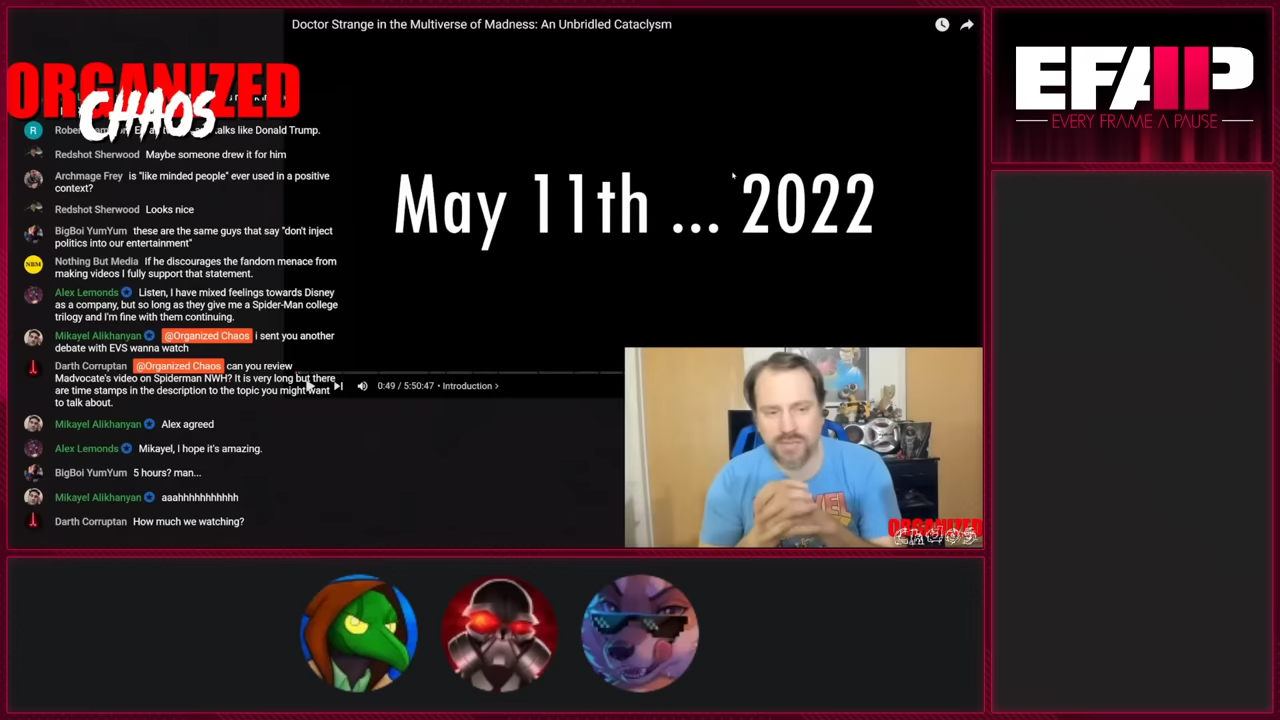 Doctor Strange in the Multiverse of Madness: An Unbridled Cataclysm
ORGANIZED
CHAOS
talks like Donald Trump.
Redshot Sherwood Maybe someone drew it for him
Archmage Frey is "like minded people" ever used in a positive
context?
Redshot Sherwood Looks nice
BigBoi YumYum these are the same guys that say "don't inject
politics into our entertainment"
NBM Nothing But Media If he discourages the fandom menace from
making videos I fully support that statement.
Alex Lemonds Listen, I have mixed feelings towards Disney
as a company, but so long as they give me a Spider-Man college
trilogy and I'm fine with them continuing.
Mikayel Alikhanyan @Organized Chaos i sent you another
debate with EVS wanna watch
Darth Corruptan @Organized Chaos can you review
Madvocate's video on Spiderman NWH? It is very long but there
are time stamps in the description to the topic you might want
to talk about.
Mikayel Alikhanyan Alex agreed
Alex Lemonds Mikayel, I hope it's amazing.
BigBoi YumYum 5 hours? man...
Mikayel Alikhanyan aaahhhhhhhhhhh
Darth Corruptan How much we watching?
May 11th ... 2022
0:49 / 5:50:47 • Introduction >
ORGANIZED
CHAOS
EFAP
EVERY FRAME A PAUSE